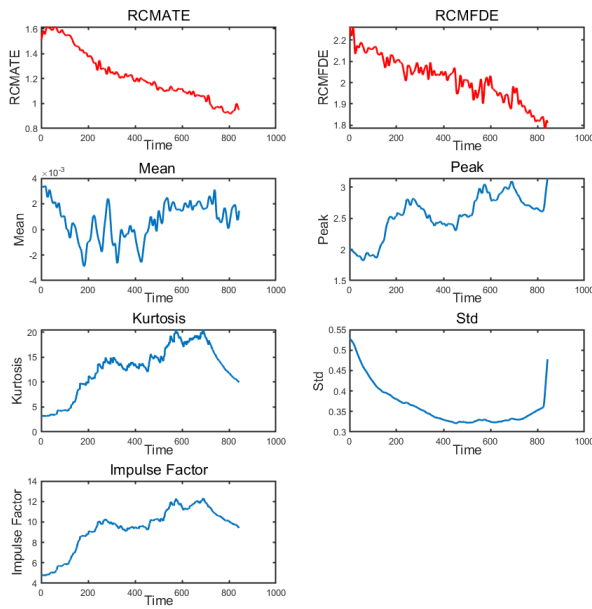 RCMATE
RCMATE
1.6
1.4
1.2
1
0.8
0 200 400 600 800 1000
Time
RCMFDE
RCMFDE
2.2
2.1
2
1.9
1.8
0 200 400 600 800 1000
Time
Mean
×10⁻³
Mean
4
2
0
-2
-4
0 200 400 600 800 1000
Time
Peak
Peak
3
2.5
2
1.5
0 200 400 600 800 1000
Time
Kurtosis
Kurtosis
20
15
10
5
0
0 200 400 600 800 1000
Time
Std
Std
0.55
0.5
0.45
0.4
0.35
0.3
0 200 400 600 800 1000
Time
Impulse Factor
Impulse Factor
14
12
10
8
6
4
0 200 400 600 800 1000
Time